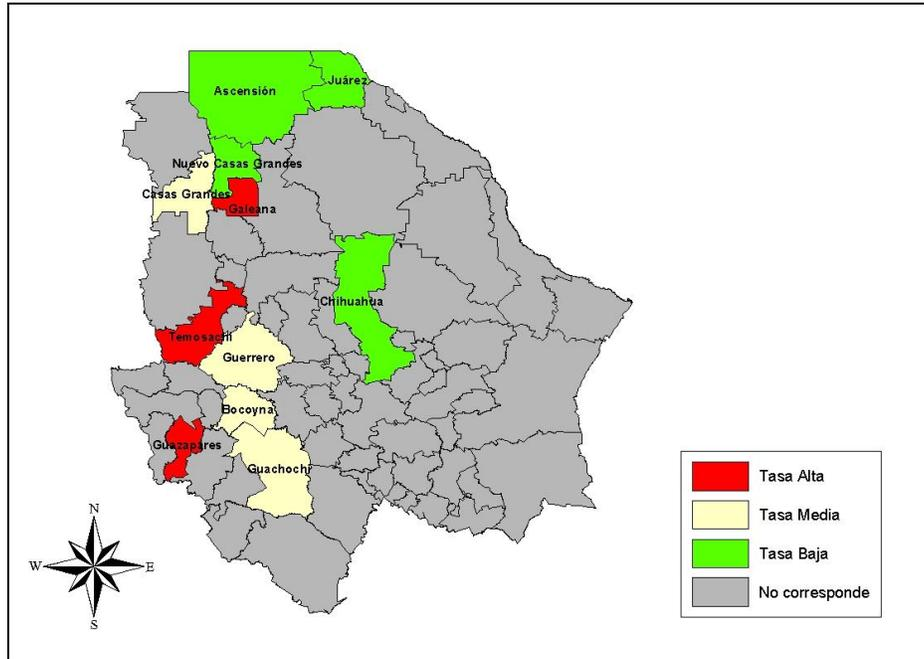 Ascensión
Juárez
Nuevo Casas Grandes
Casas Grandes
Galeana
Chihuahua
Temosachi
Guerrero
Bocoyna
Guazapares
Guachochi
Tasa Alta
Tasa Media
Tasa Baja
No corresponde
N
W
E
S